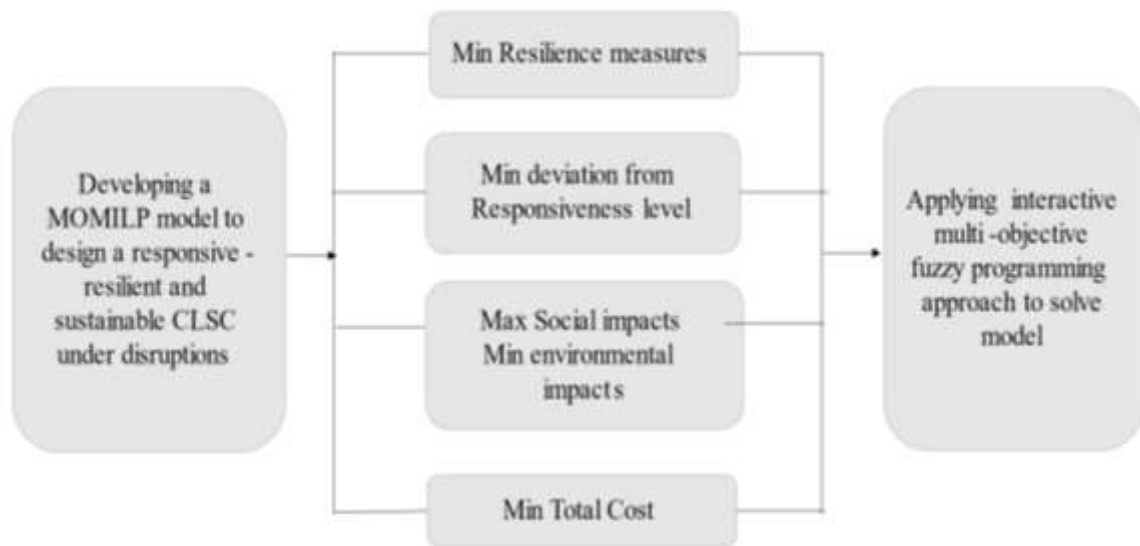 Developing a
MOMILP model to
design a responsive -
resilient and
sustainable CLSC
under disruptions
Min Resilience measures
Min deviation from
Responsiveness level
Max Social impacts
Min environmental
impacts
Min Total Cost
Applying interactive
multi -objective
fuzzy programming
approach to solve
model